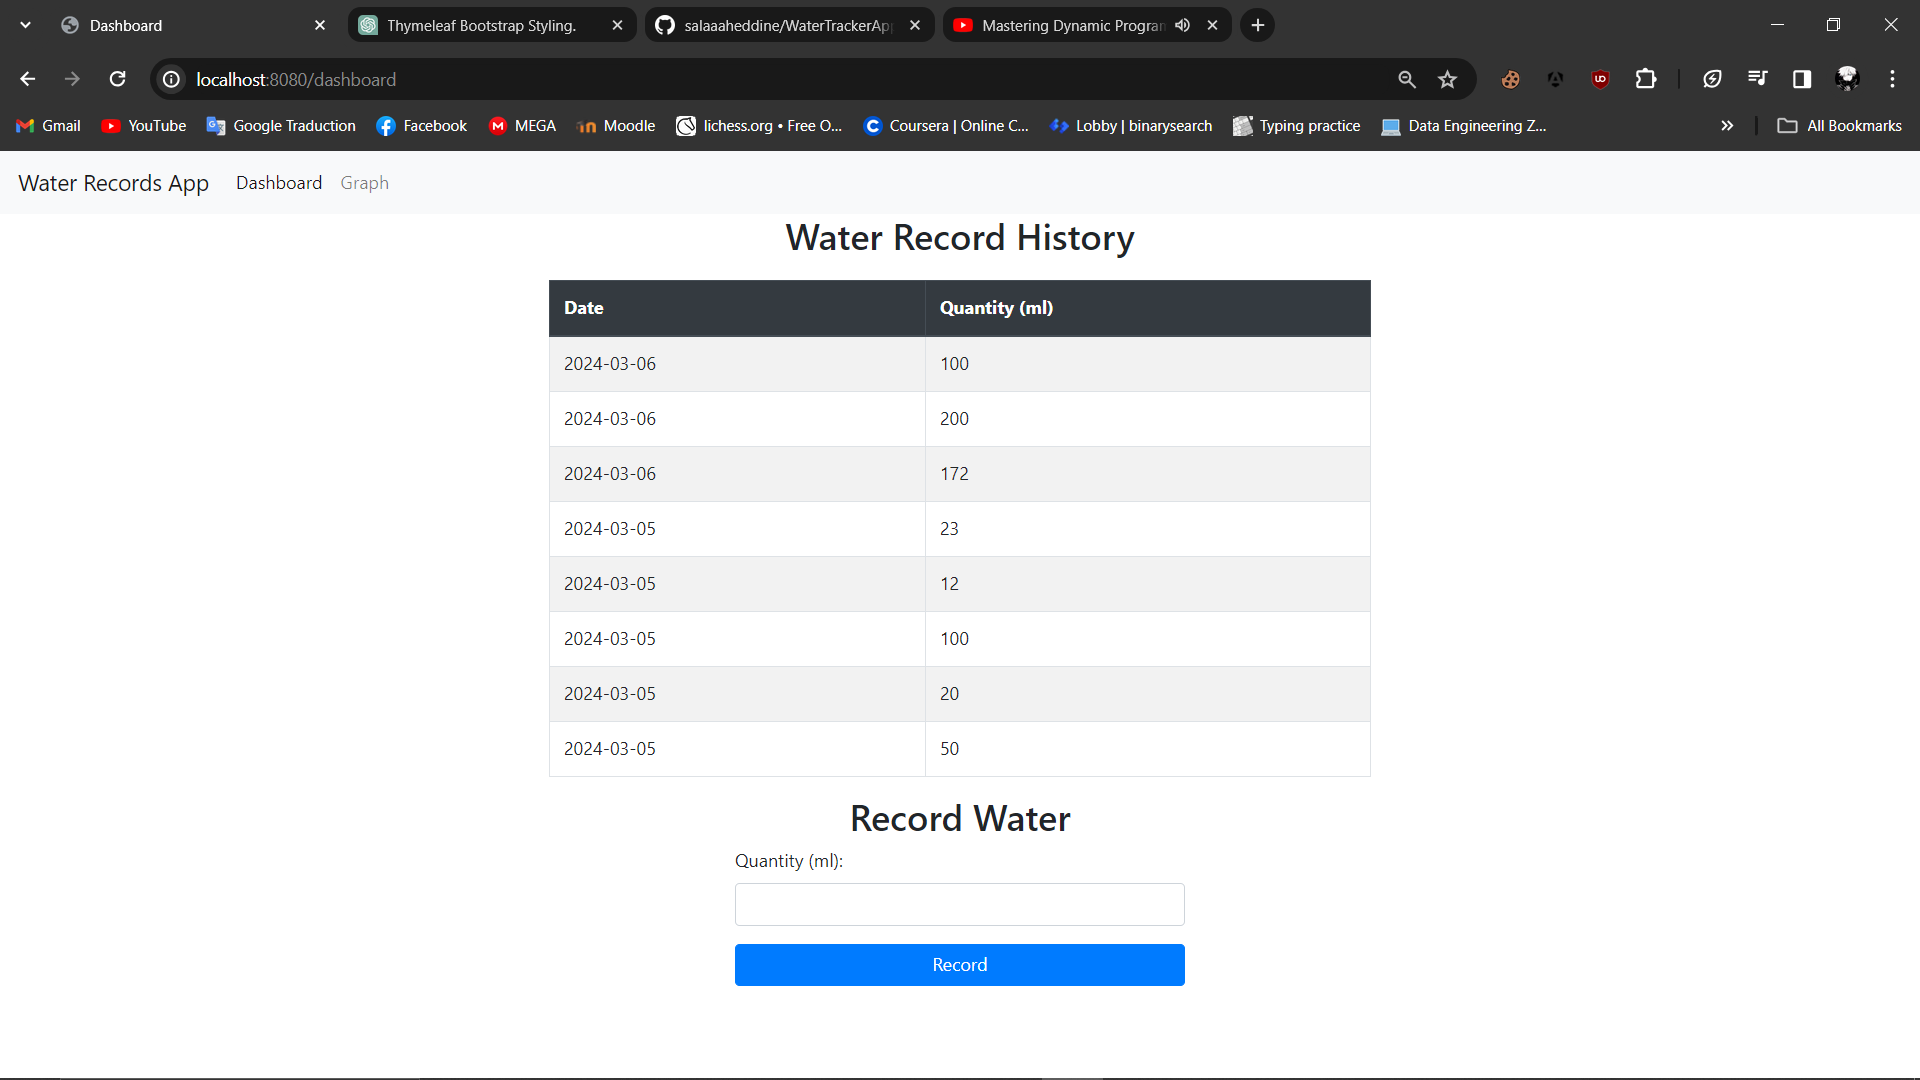 Dashboard
Thymeleaf Bootstrap Styling.
salaaaheddine/WaterTrackerAp
Mastering Dynamic Progra
localhost:8080/dashboard
Gmail YouTube Google Traduction Facebook MEGA Moodle lichess.org • Free O... Coursera | Online C... Lobby | binarysearch Typing practice Data Engineering Z... All Bookmarks
Water Records App Dashboard Graph
Water Record History
Date Quantity (ml)
2024-03-06 100
2024-03-06 200
2024-03-06 172
2024-03-05 23
2024-03-05 12
2024-03-05 100
2024-03-05 20
2024-03-05 50
Record Water
Quantity (ml):
Record